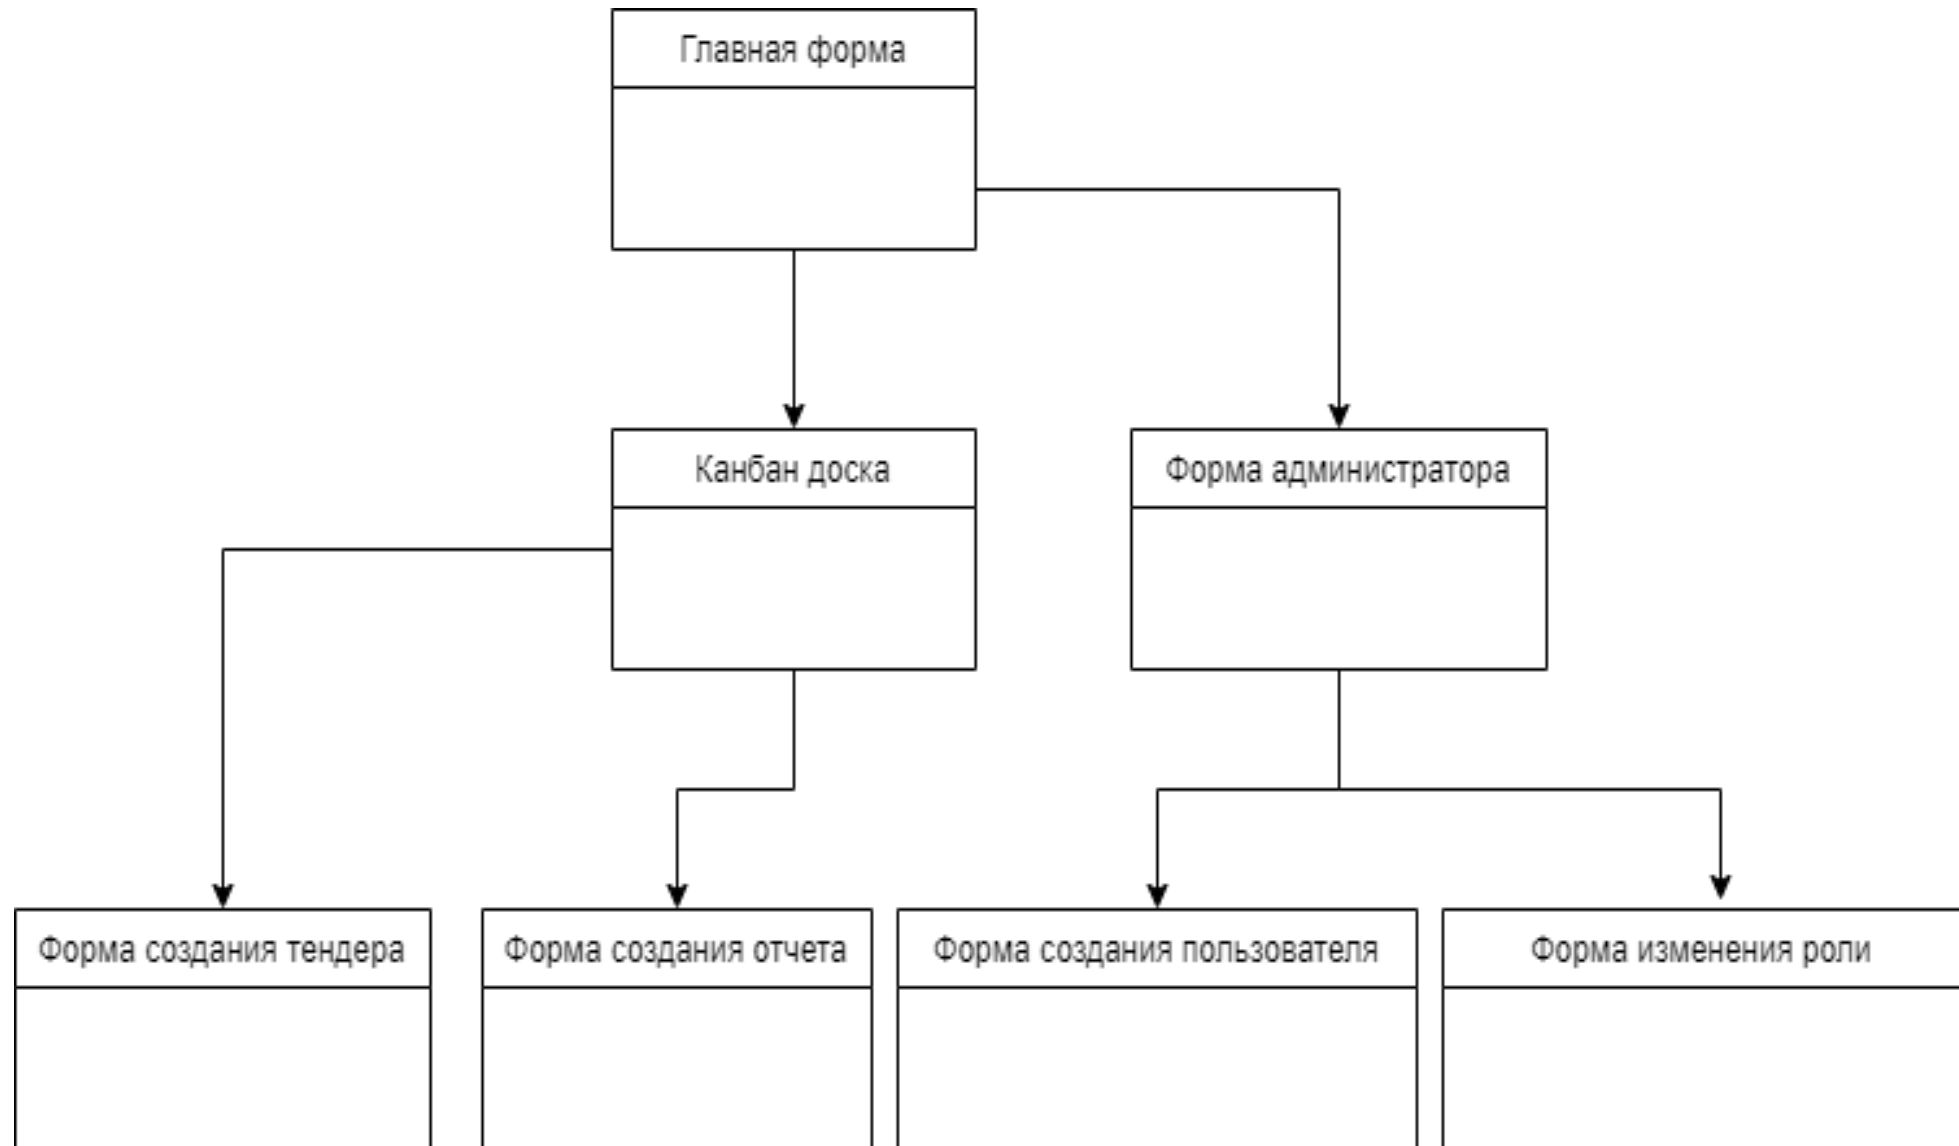 Главная форма
Канбан доска
Форма администратора
Форма создания тендера
Форма создания отчета
Форма создания пользователя
Форма изменения роли